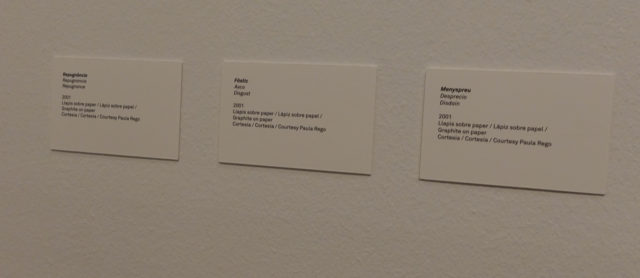 Repugnància
Repugnancia
Repugnance
2001
Llapis sobre paper / Lápiz sobre papel /
Graphite on paper
Cortesia / Cortesía / Courtesy Paula Rego
Fàstic
Asco
Disgust
2001
Llapis sobre paper / Lápiz sobre papel /
Graphite on paper
Cortesia / Cortesía / Courtesy Paula Rego
Menyspreu
Desprecio
Disdain
2001
Llapis sobre paper / Lápiz sobre papel /
Graphite on paper
Cortesia / Cortesía / Courtesy Paula Rego